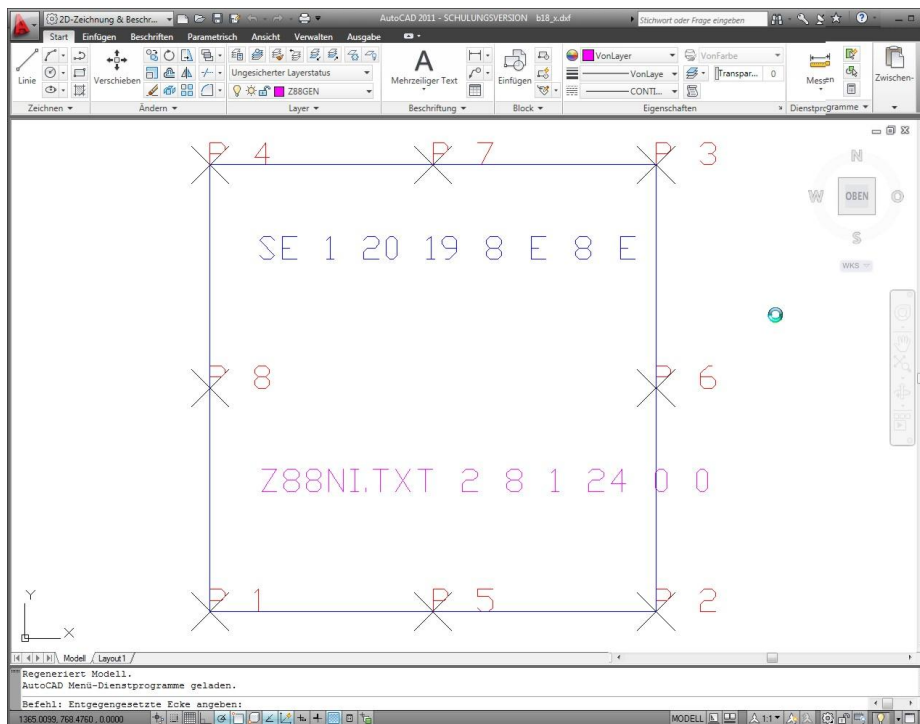 2D-Zeichnung & Beschr...
AutoCAD 2011 - SCHULUNGSVERSION b18_x.dxf
Stichwort oder Frage eingeben
Start Einfügen Beschriften Parametrisch Ansicht Verwalten Ausgabe
Linie
Verschieben
Ungesicherter Layerstatus
Z88GEN
A
Mehrzeiliger Text
Einfügen
VonLayer
VonLaye
CONTI...
VonFarbe
Transpar... 0
Messen
Zwischen-
Zeichnen Ändern Layer Beschriftung Block Eigenschaften Dienstprogramme
P 4 P 7 P 3
N
W OBEN O
S
WKS
SE 1 20 19 8 E 8 E
P 8 P 6
Z88NI.TXT 2 8 1 24 0 0
P 1 P 5 P 2
Y
X
Modell Layout1
Regeneriert Modell.
AutoCAD Menü-Dienstprogramme geladen.
Befehl: Entgegengesetzte Ecke angeben:
1365.0099, 768.4760, 0.0000
MODELL
1:1